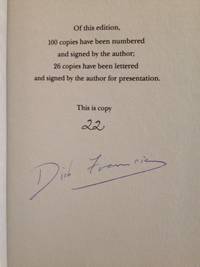 Of this edition,
100 copies have been numbered
and signed by the author;
26 copies have been lettered
and signed by the author for presentation.
This is copy
22
Dick Francis